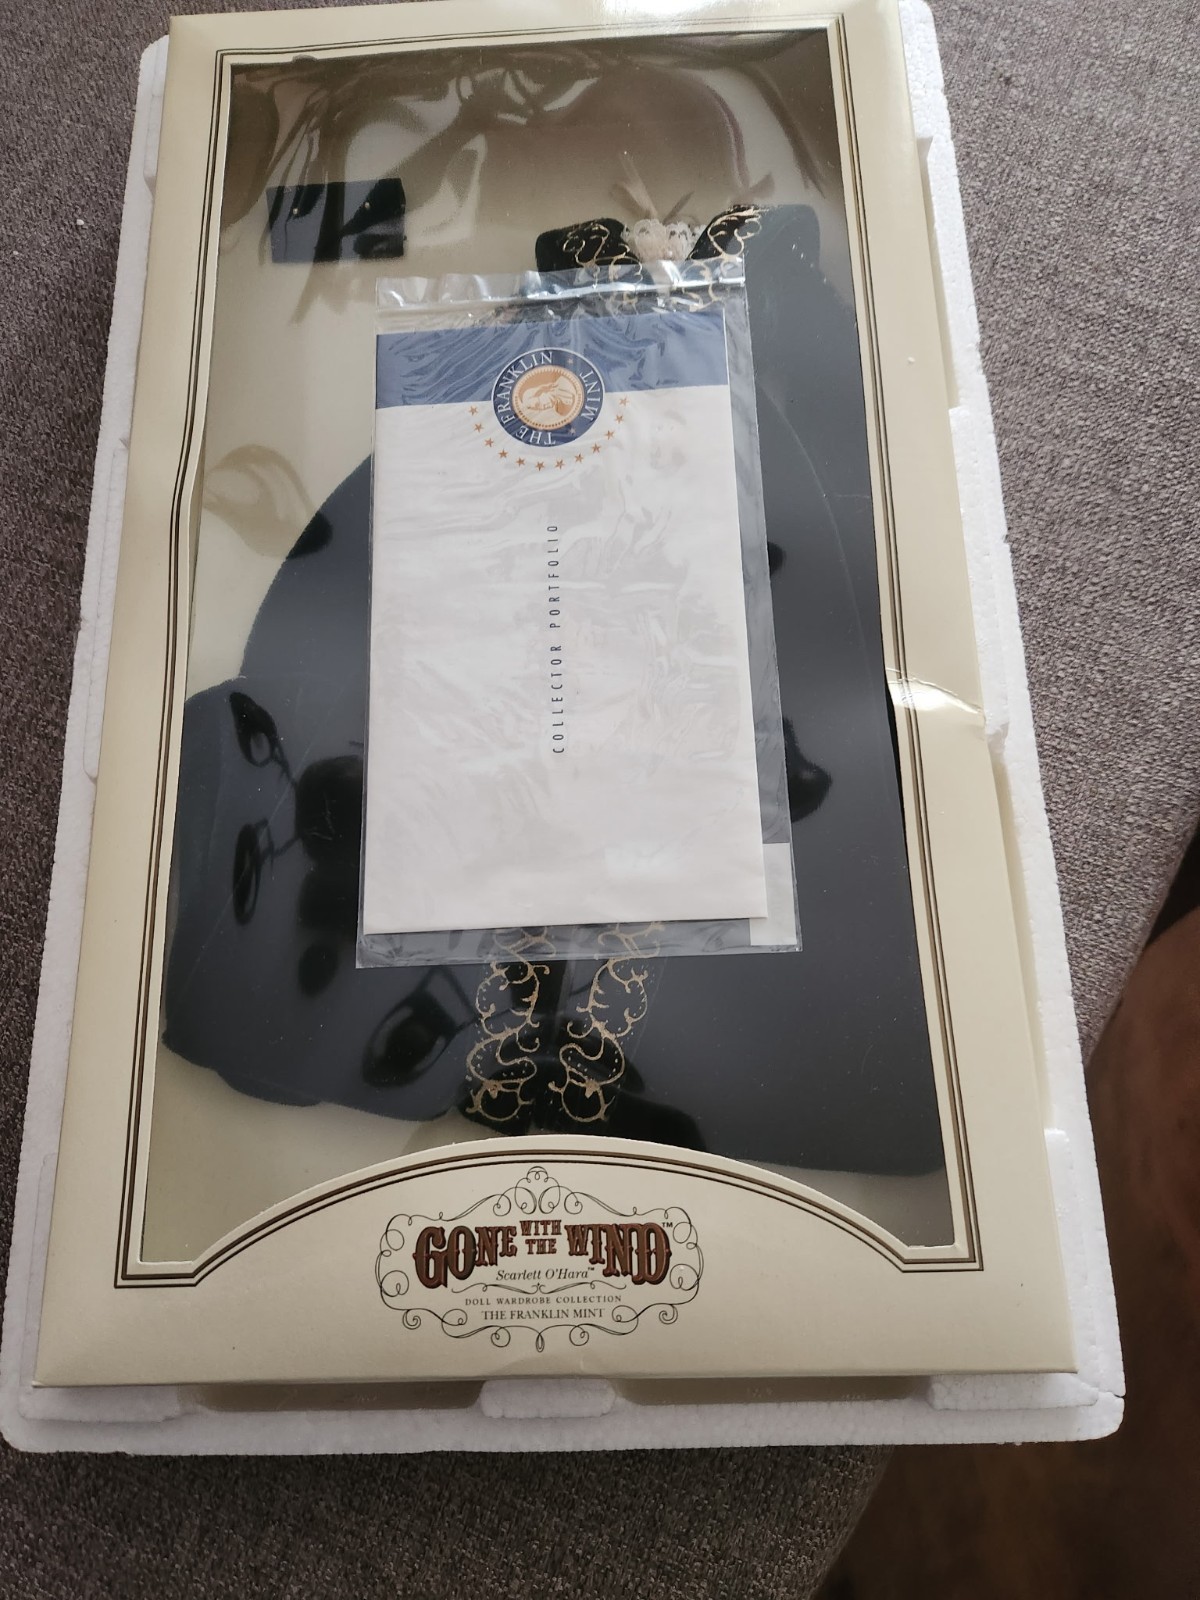 THE FRANKLIN MINT
COLLECTOR PORTFOLIO
GONE WITH THE WIND™
Scarlett O'Hara™
DOLL WARDROBE COLLECTION
THE FRANKLIN MINT